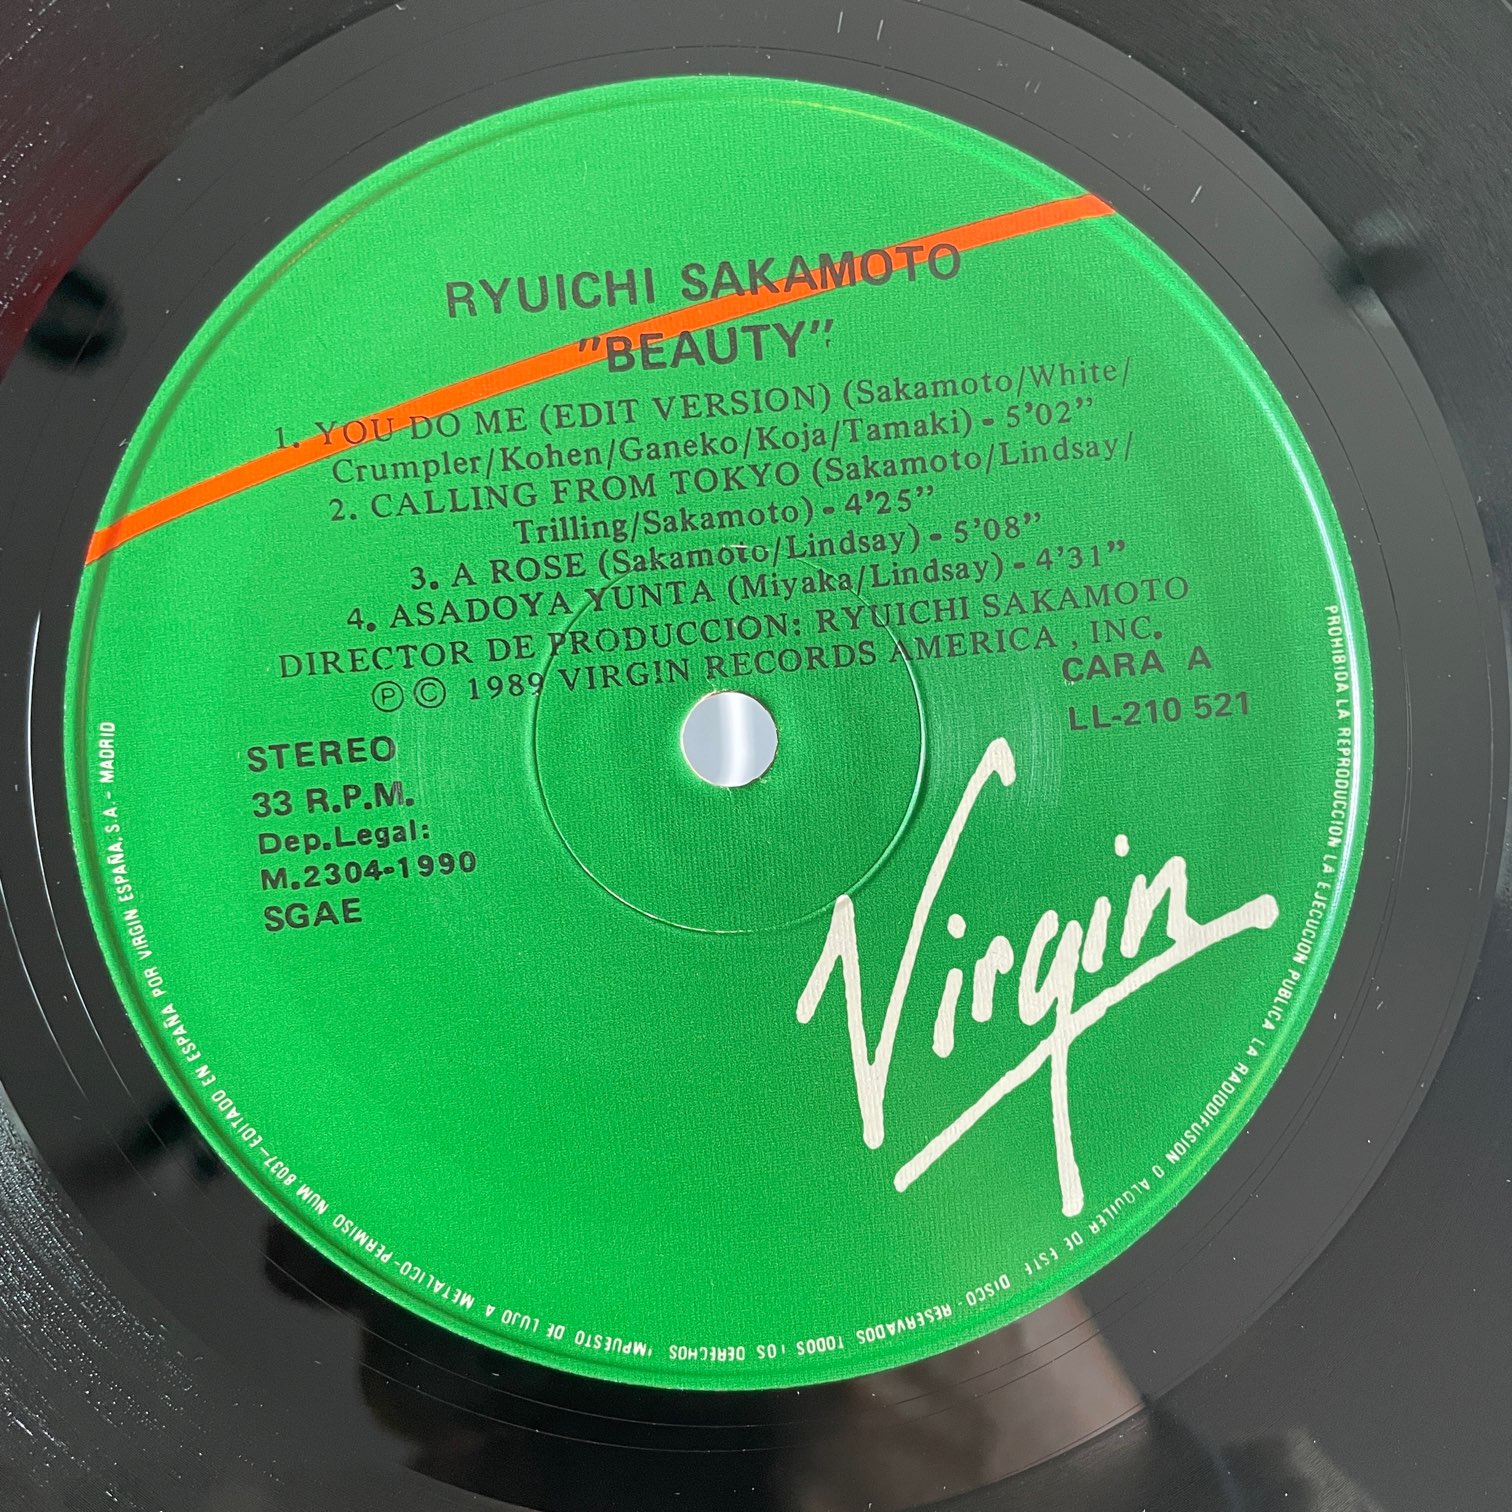 RYUICHI SAKAMOTO
"BEAUTY"
1. YOU DO ME (EDIT VERSION) (Sakamoto/White/
Crumpler/Kohen/Ganeko/Koja/Tamaki) - 5'02"
2. CALLING FROM TOKYO (Sakamoto/Lindsay/
Trilling/Sakamoto) - 4'25"
3. A ROSE (Sakamoto/Lindsay) - 5'08"
4. ASADOYA YUNTA (Miyaka/Lindsay) - 4'31"
DIRECTOR DE PRODUCCION: RYUICHI SAKAMOTO
Ⓟ © 1989 VIRGIN RECORDS AMERICA , INC.
CARA A
LL-210 521
STEREO
33 R.P.M.
Dep.Legal:
M.2304-1990
SGAE
Virgin
PROHIBIDA LA REPRODUCCION LA EJECUCION PUBLICA LA RADIODIFUSION O ALQUILER DE ESTE DISCO - RESERVADOS TODOS LOS DERECHOS IMPUESTO DE LUJO A METALICO-PERMISO NUM 8037-EDITADO EN ESPAÑA POR VIRGIN ESPAÑA, S.A. - MADRID